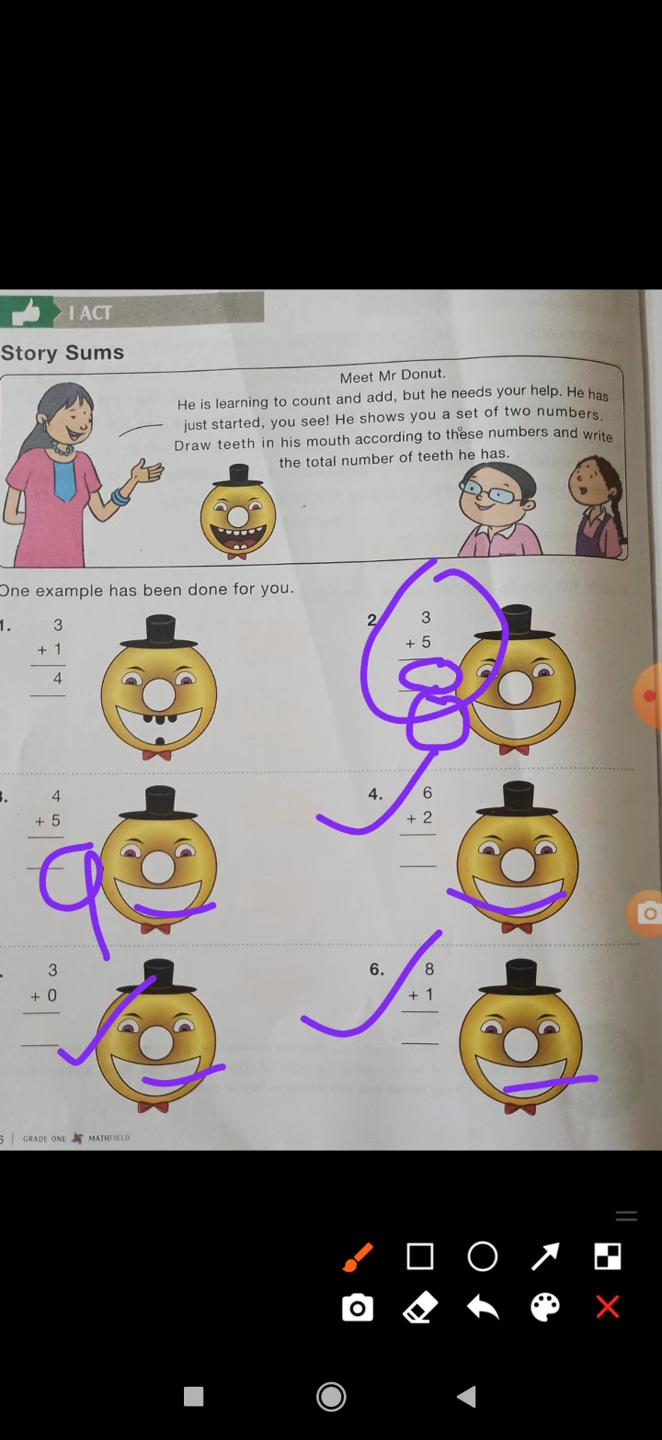 I ACT
Story Sums
Meet Mr Donut.
He is learning to count and add, but he needs your help. He has
just started, you see! He shows you a set of two numbers.
Draw teeth in his mouth according to these numbers and write
the total number of teeth he has.
One example has been done for you.
1. 3
+ 1
4
2. 3
+ 5
8
4
+ 5
9
4. 6
+ 2
3
+ 0
6. 8
+ 1
GRADE ONE MATHFIELD